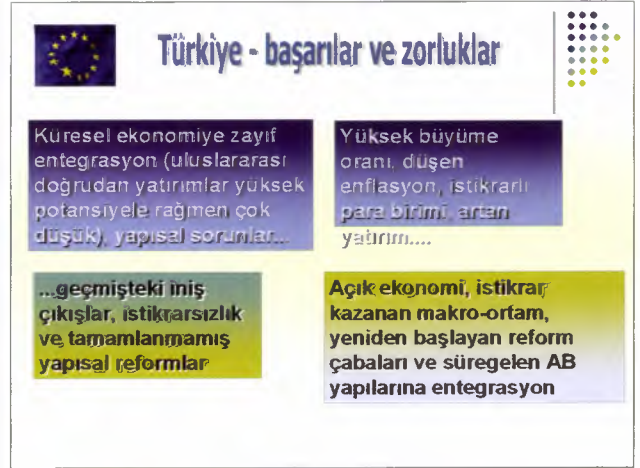 Türkiye - başarılar ve zorluklar
Küresel ekonomiye zayıf
entegrasyon (uluslararası
doğrudan yatırımlar yüksek
potansiyele rağmen çok
düşük), yapısal sorunlar...
Yüksek büyüme
oranı, düşen
enflasyon, istikrarlı
para birimi, artan
yatırım....
...geçmişteki iniş
çıkışlar, istikrarsızlık
ve tamamlanmamış
yapısal reformlar
Açık ekonomi, istikrar
kazanan makro-ortam,
yeniden başlayan reform
çabaları ve süregelen AB
yapılarına entegrasyon